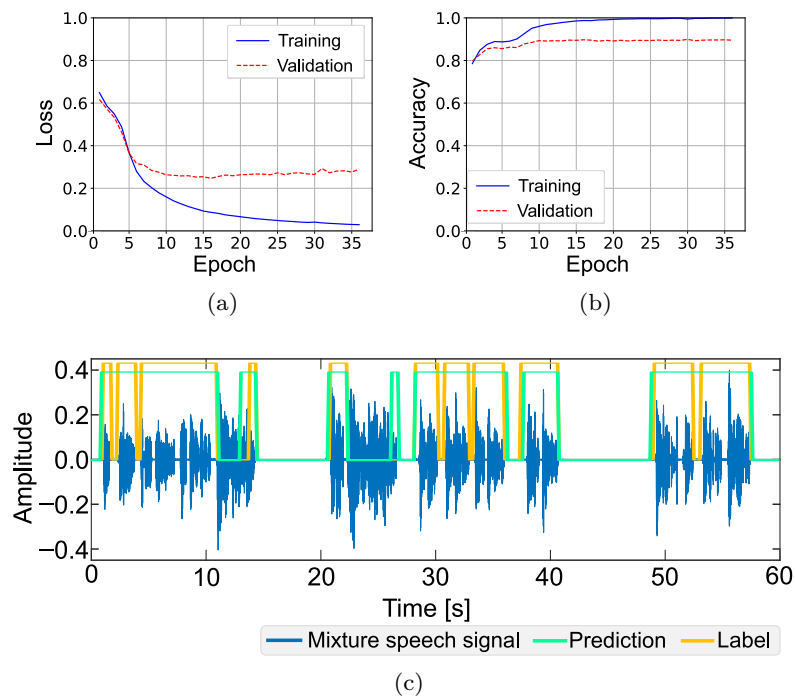 1.0
0.8
0.6
0.4
0.2
0.0
Loss
Training
Validation
0 5 10 15 20 25 30 35
Epoch
(a)
1.0
0.8
0.6
0.4
0.2
0.0
Accuracy
Training
Validation
0 5 10 15 20 25 30 35
Epoch
(b)
0.4
0.2
0.0
−0.2
−0.4
Amplitude
0 10 20 30 40 50 60
Time [s]
Mixture speech signal Prediction Label
(c)